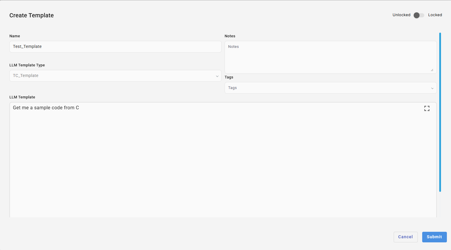 Create Template
Unlocked Locked
Name
Test_Template
Notes
Notes
LLM Template Type
TC_Template
Tags
Tags
LLM Template
Get me a sample code from C
Cancel
Submit